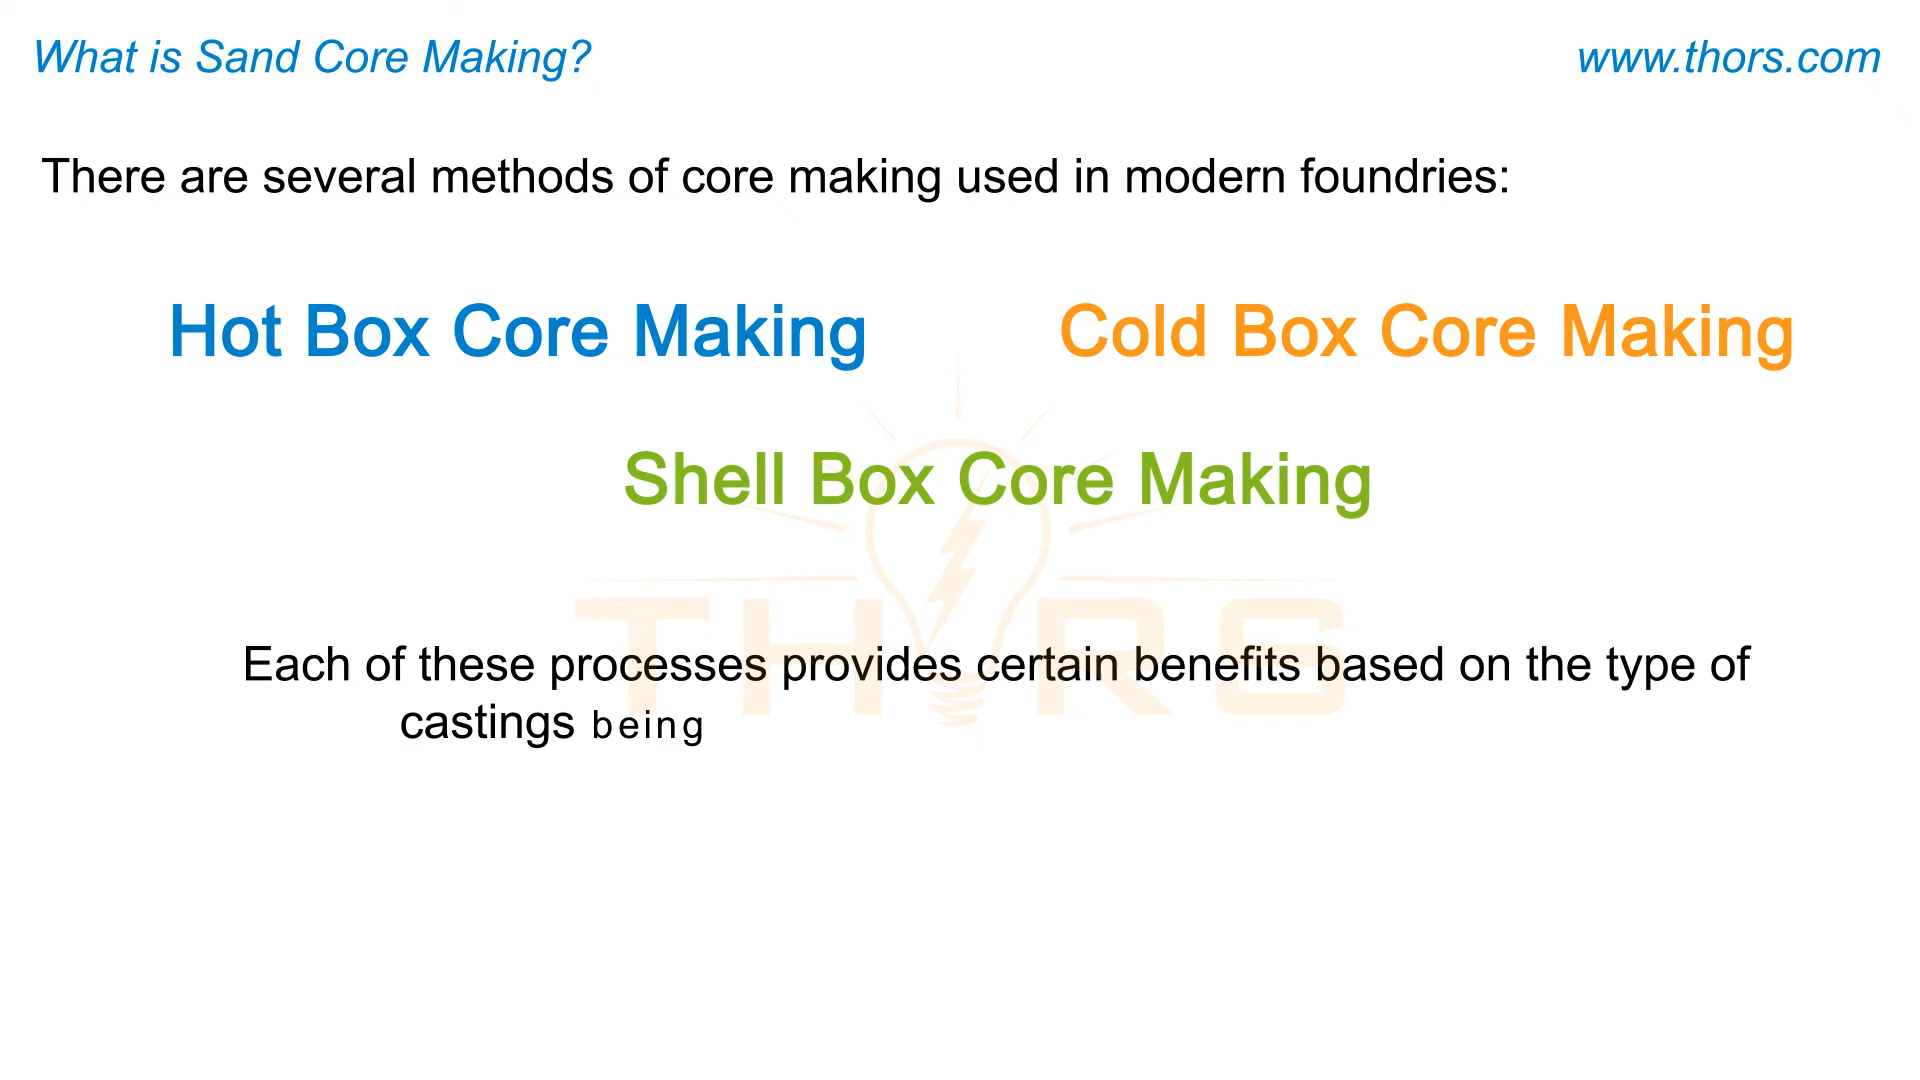 What is Sand Core Making? www.thors.com
There are several methods of core making used in modern foundries:
Hot Box Core Making Cold Box Core Making
Shell Box Core Making
THORS
Each of these processes provides certain benefits based on the type of
castings being